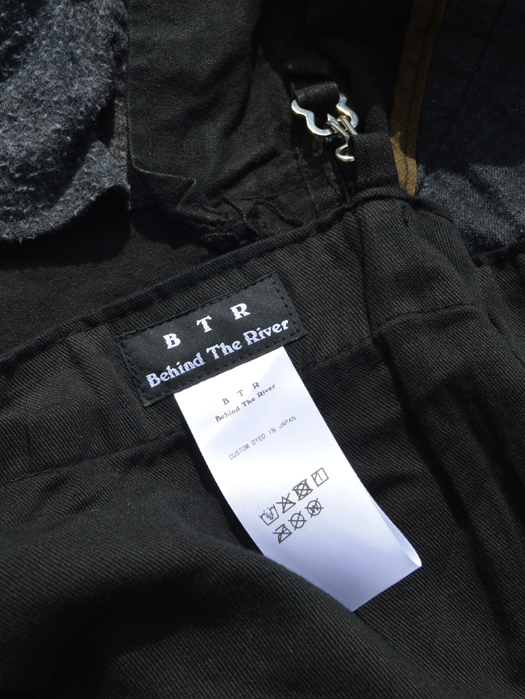 B T R
Behind The River
B T R
Behind The River
CUSTOM DYED IN JAPAN